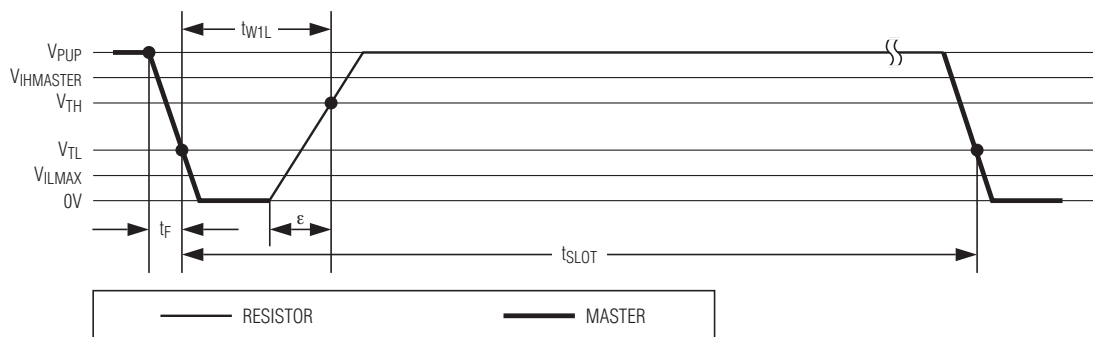 tW1L
VPUP
VIHMASTER
VTH
VTL
VILMAX
0V
tF
ε
tSLOT
RESISTOR
MASTER